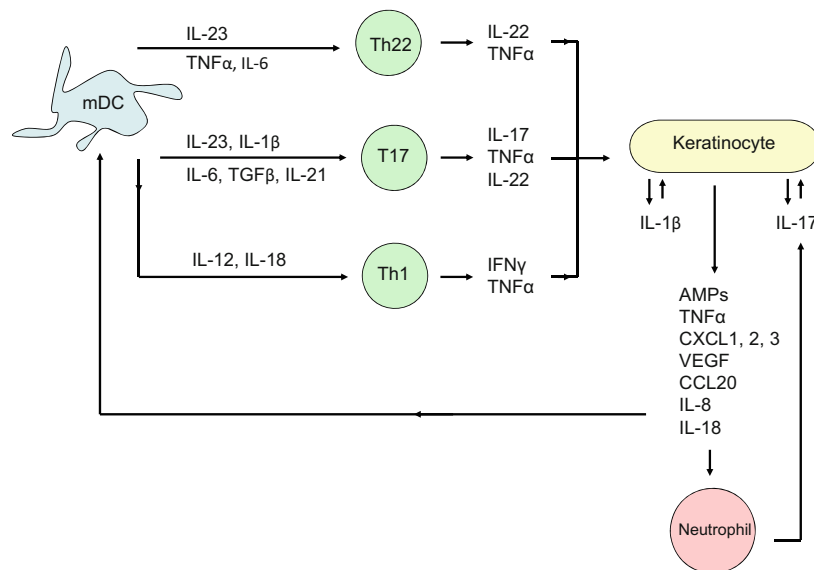 IL-23
TNFα, IL-6
mDC
Th22
IL-22
TNFα
IL-23, IL-1β
IL-6, TGFβ, IL-21
T17
IL-17
TNFα
IL-22
Keratinocyte
IL-1β
IL-17
IL-12, IL-18
Th1
IFNγ
TNFα
AMPs
TNFα
CXCL1, 2, 3
VEGF
CCL20
IL-8
IL-18
Neutrophil